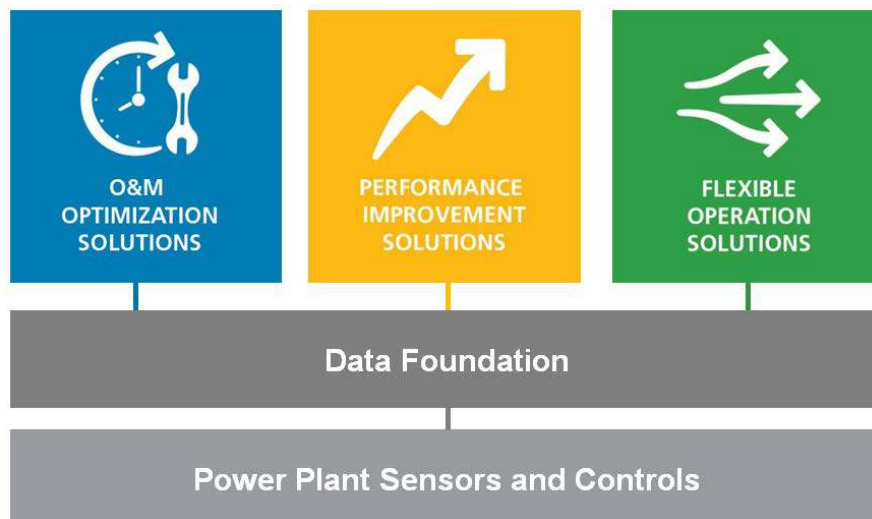 O&M
OPTIMIZATION
SOLUTIONS
PERFORMANCE
IMPROVEMENT
SOLUTIONS
FLEXIBLE
OPERATION
SOLUTIONS
Data Foundation
Power Plant Sensors and Controls